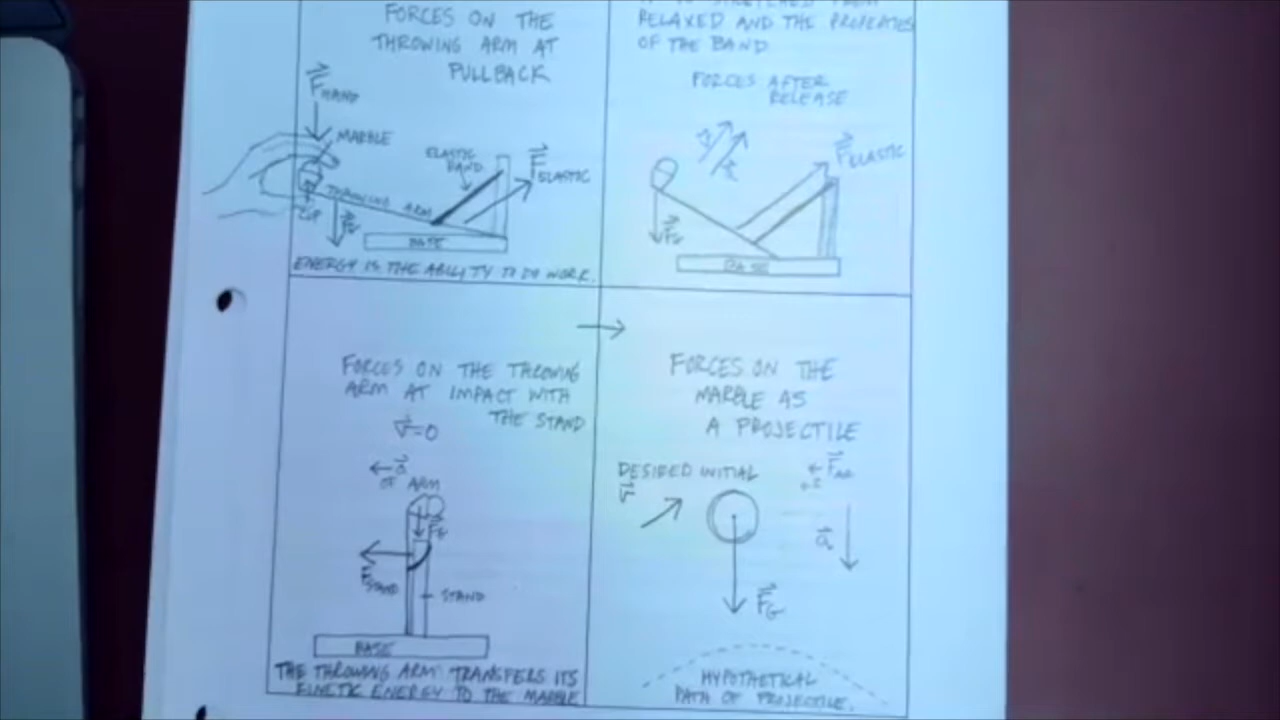 FORCES ON THE
THROWING ARM AT
PULLBACK
F HAND
MARBLE
ELASTIC
BAND
F ELASTIC
THROWING ARM
CUP
BASE
ENERGY IS THE ABILITY TO DO WORK.
RELAXED AND THE PROPERTIES
OF THE BAND
FORCES AFTER
RELEASE
F ELASTIC
BASE
FORCES ON THE THROWING
ARM AT IMPACT WITH
THE STAND
V=0
a
OF ARM
F STAND
STAND
BASE
THE THROWING ARM TRANSFERS ITS
KINETIC ENERGY TO THE MARBLE
FORCES ON THE
MARBLE AS
A PROJECTILE
DESIRED INITIAL
V
a
F G
HYPOTHETICAL
PATH OF PROJECTILE.